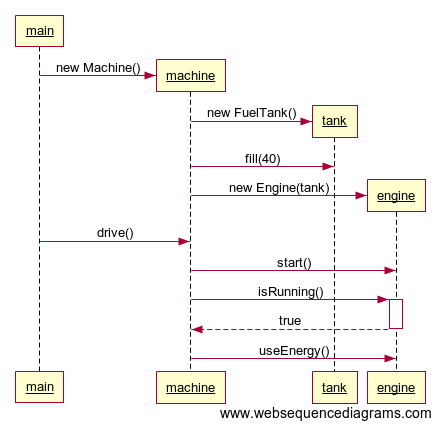 main
new Machine()
machine
new FuelTank()
tank
fill(40)
new Engine(tank)
engine
drive()
start()
isRunning()
true
useEnergy()
main machine tank engine
www.websequencediagrams.com